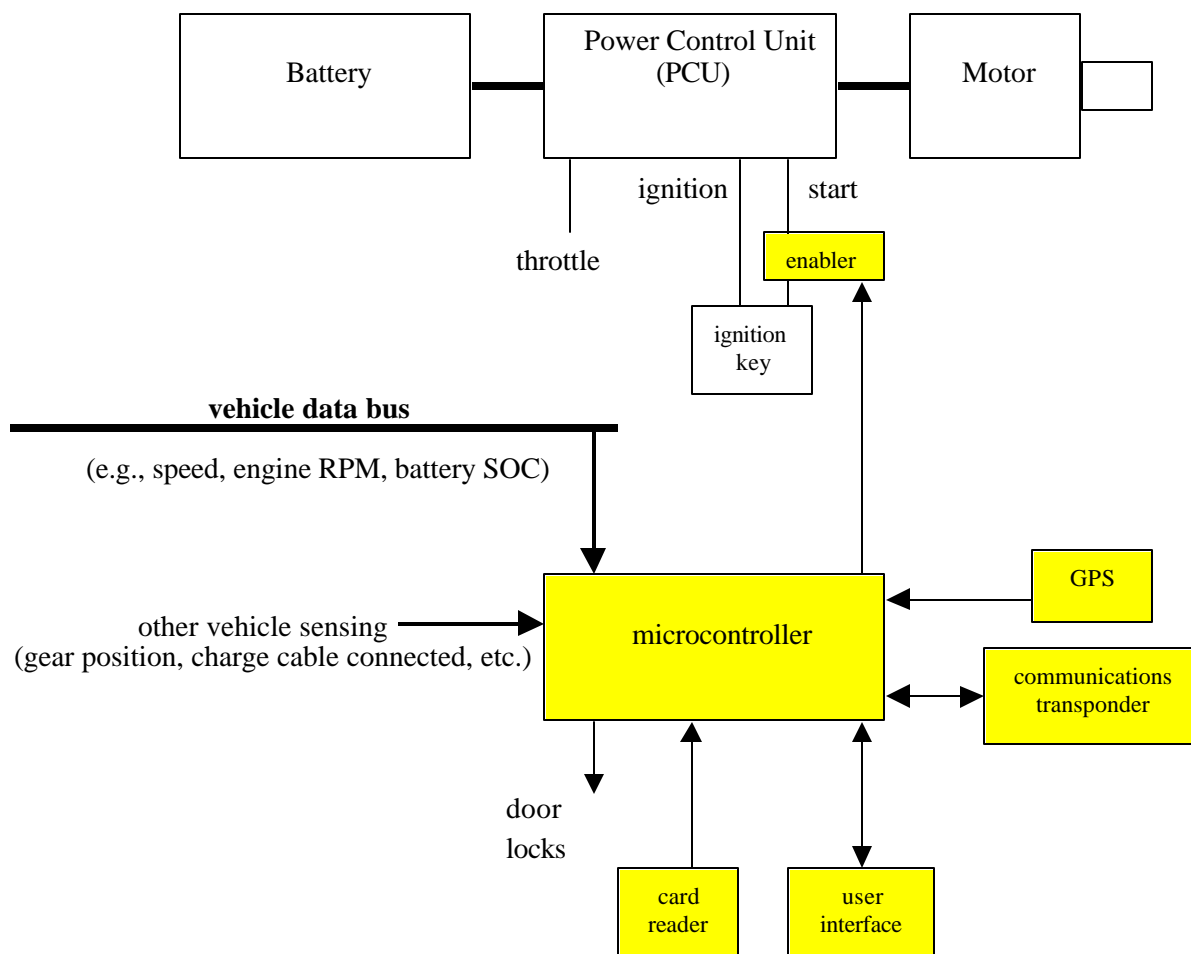 Battery
Power Control Unit
(PCU)
Motor
ignition
start
throttle
enabler
ignition
key
vehicle data bus
(e.g., speed, engine RPM, battery SOC)
GPS
other vehicle sensing
(gear position, charge cable connected, etc.)
microcontroller
communications
transponder
door
locks
card
reader
user
interface